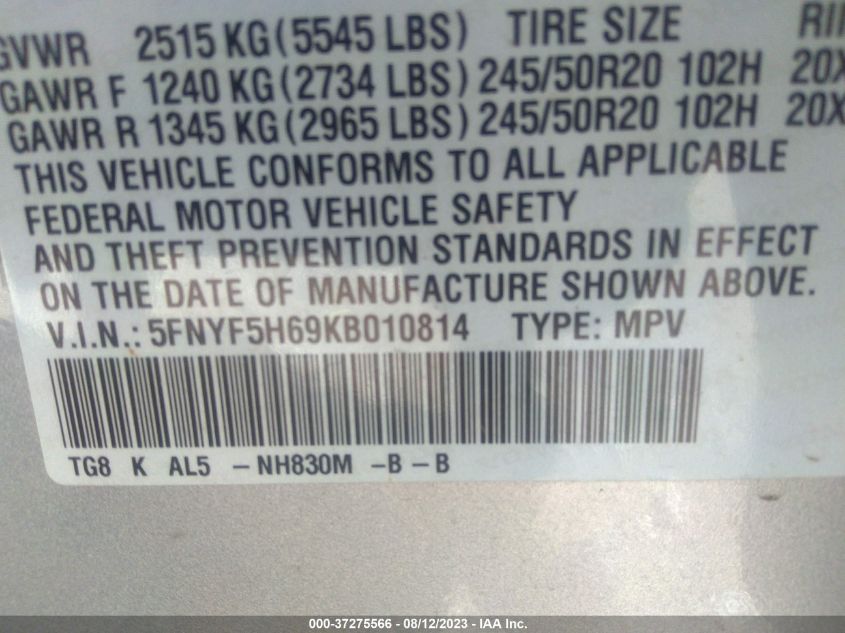 GVWR 2515 KG (5545 LBS) TIRE SIZE
GAWR F 1240 KG (2734 LBS) 245/50R20 102H 20X
GAWR R 1345 KG (2965 LBS) 245/50R20 102H 20X
THIS VEHICLE CONFORMS TO ALL APPLICABLE
FEDERAL MOTOR VEHICLE SAFETY
AND THEFT PREVENTION STANDARDS IN EFFECT
ON THE DATE OF MANUFACTURE SHOWN ABOVE.
V.I.N.: 5FNYF5H69KB010814 TYPE: MPV
TG8 K AL5 -NH830M -B-B
000-37275566 - 08/12/2023 - IAA Inc.